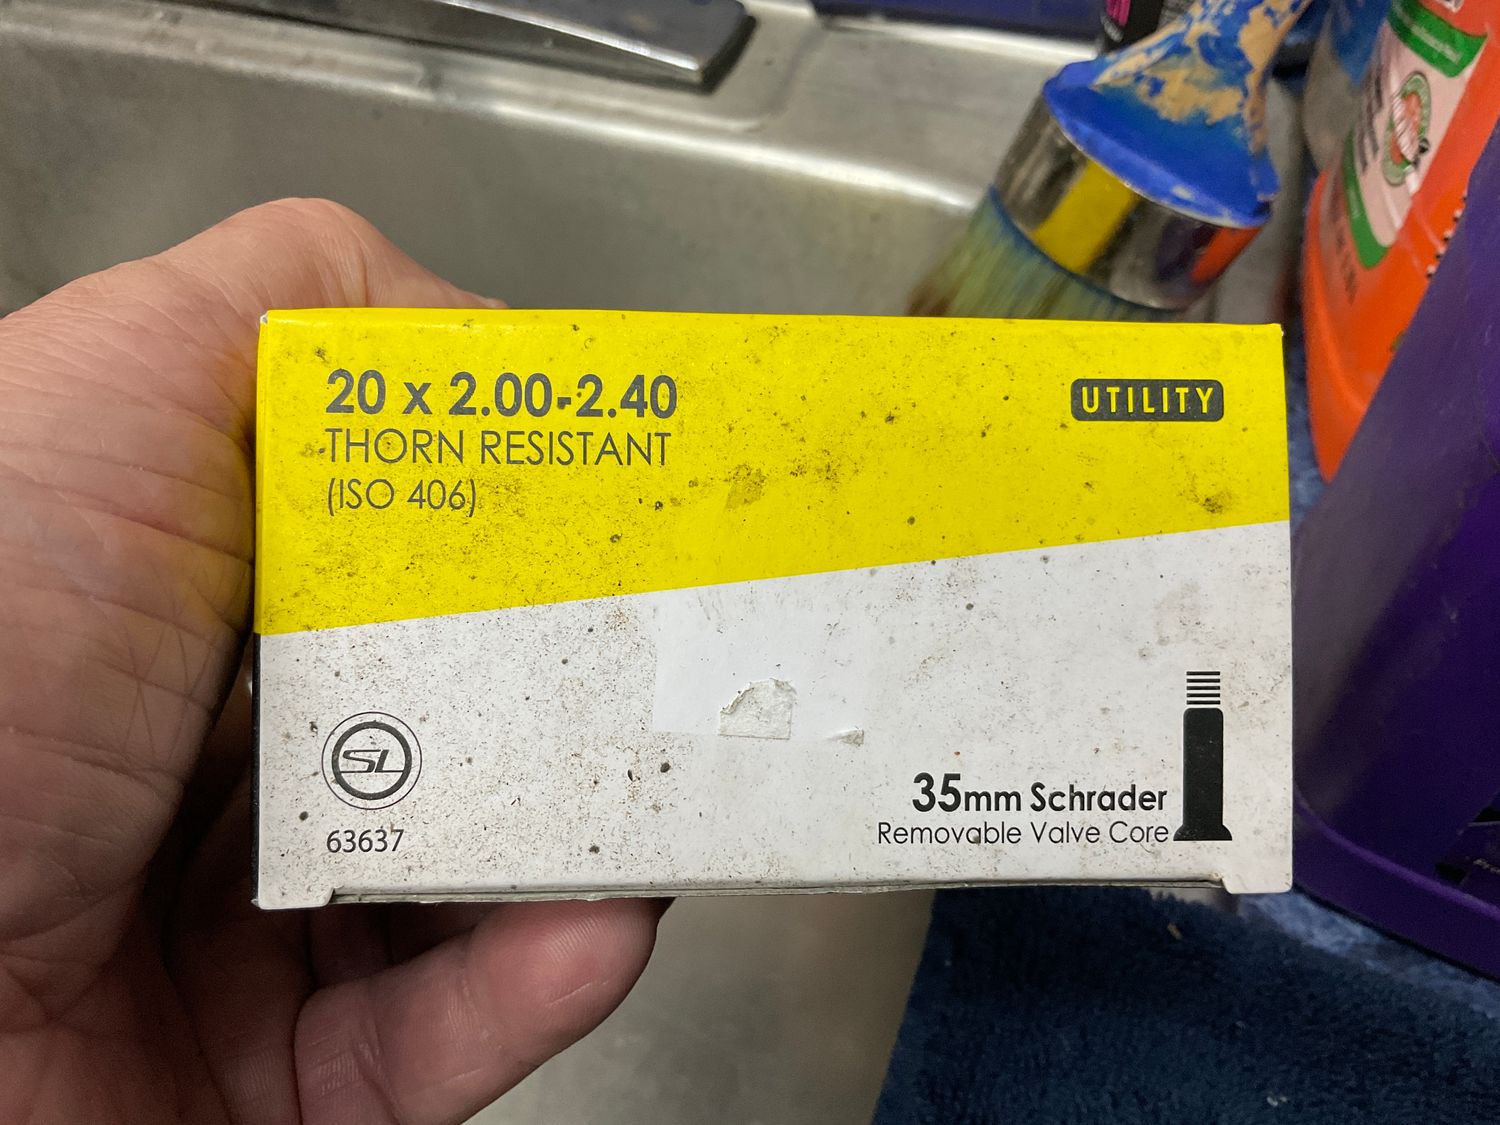 20 x 2.00-2.40
THORN RESISTANT
(ISO 406)
UTILITY
SL
63637
35mm Schrader
Removable Valve Core